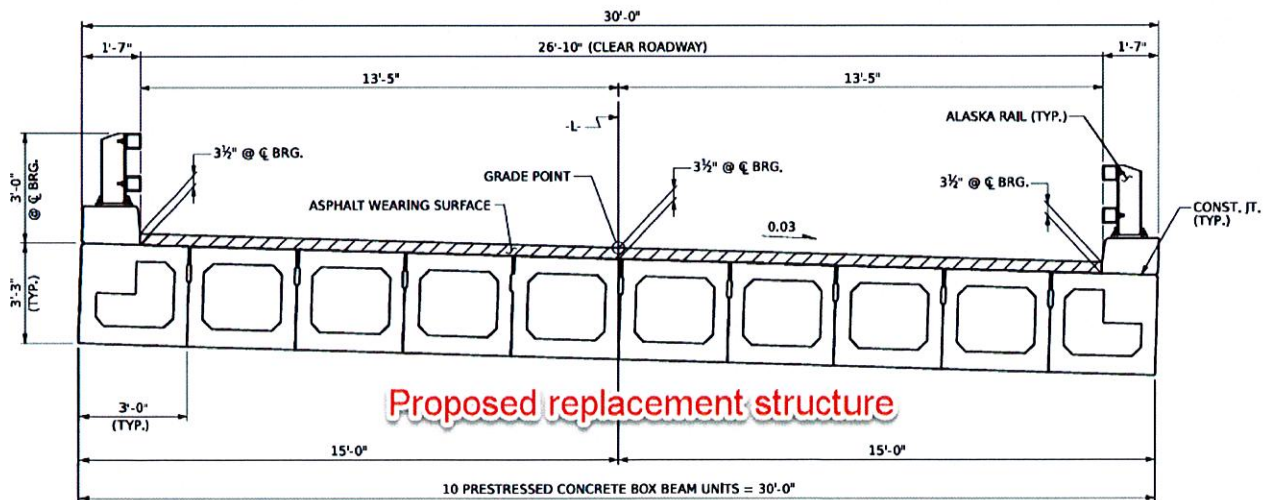 30'-0"
1'-7"
26'-10" (CLEAR ROADWAY)
1'-7"
13'-5"
13'-5"
-L-
ALASKA RAIL (TYP.)
3½" @ ℄ BRG.
3½" @ ℄ BRG.
GRADE POINT
3½" @ ℄ BRG.
3'-0"
@ ℄ BRG.
ASPHALT WEARING SURFACE
CONST. JT.
(TYP.)
0.03
3'-3"
(TYP.)
Proposed replacement structure
3'-0"
(TYP.)
15'-0"
15'-0"
10 PRESTRESSED CONCRETE BOX BEAM UNITS = 30'-0"